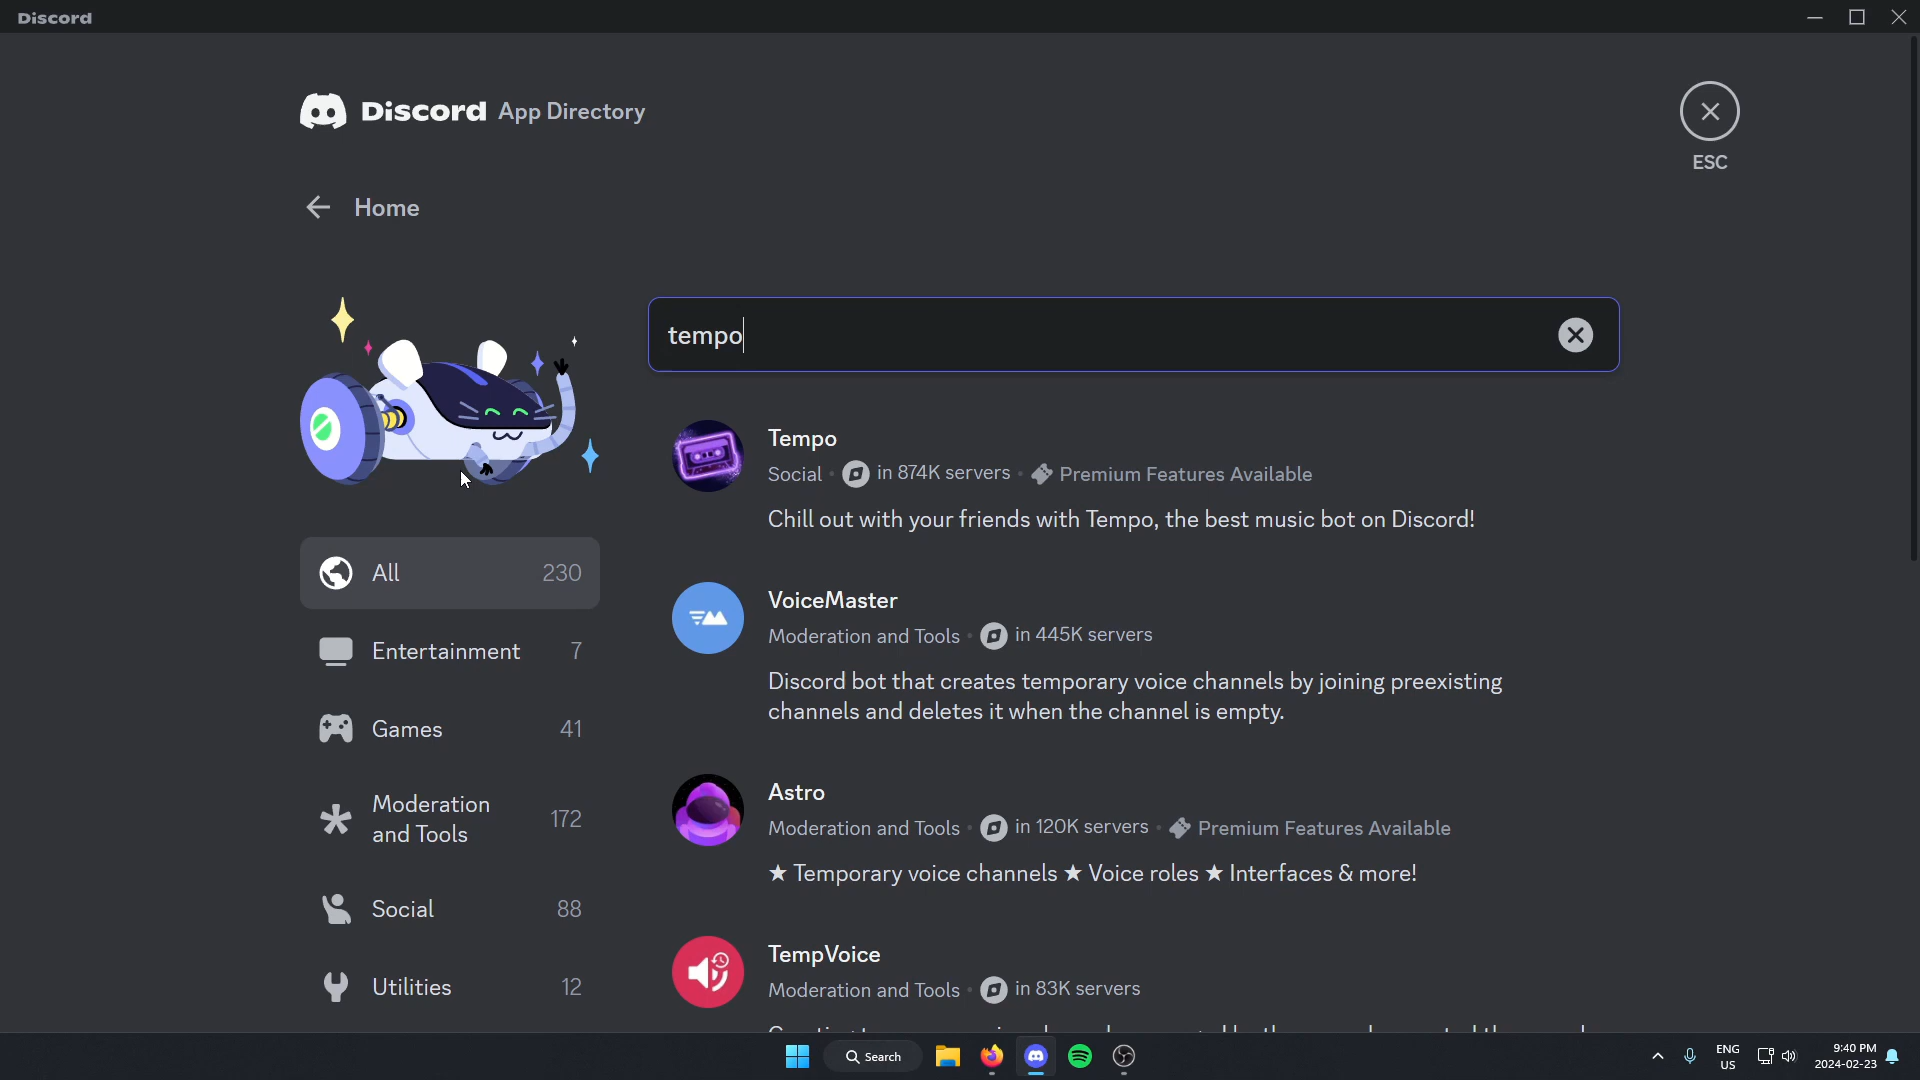 Discord
Discord App Directory
ESC
Home
tempo
Tempo
Social • in 874K servers • Premium Features Available
Chill out with your friends with Tempo, the best music bot on Discord!
All 230
VoiceMaster
Moderation and Tools • in 445K servers
Entertainment 7
Discord bot that creates temporary voice channels by joining preexisting
channels and deletes it when the channel is empty.
Games 41
Astro
Moderation
and Tools 172
Moderation and Tools • in 120K servers • Premium Features Available
★ Temporary voice channels ★ Voice roles ★ Interfaces & more!
Social 88
TempVoice
Moderation and Tools • in 83K servers
Utilities 12
Search
ENG
US
9:40 PM
2024-02-23